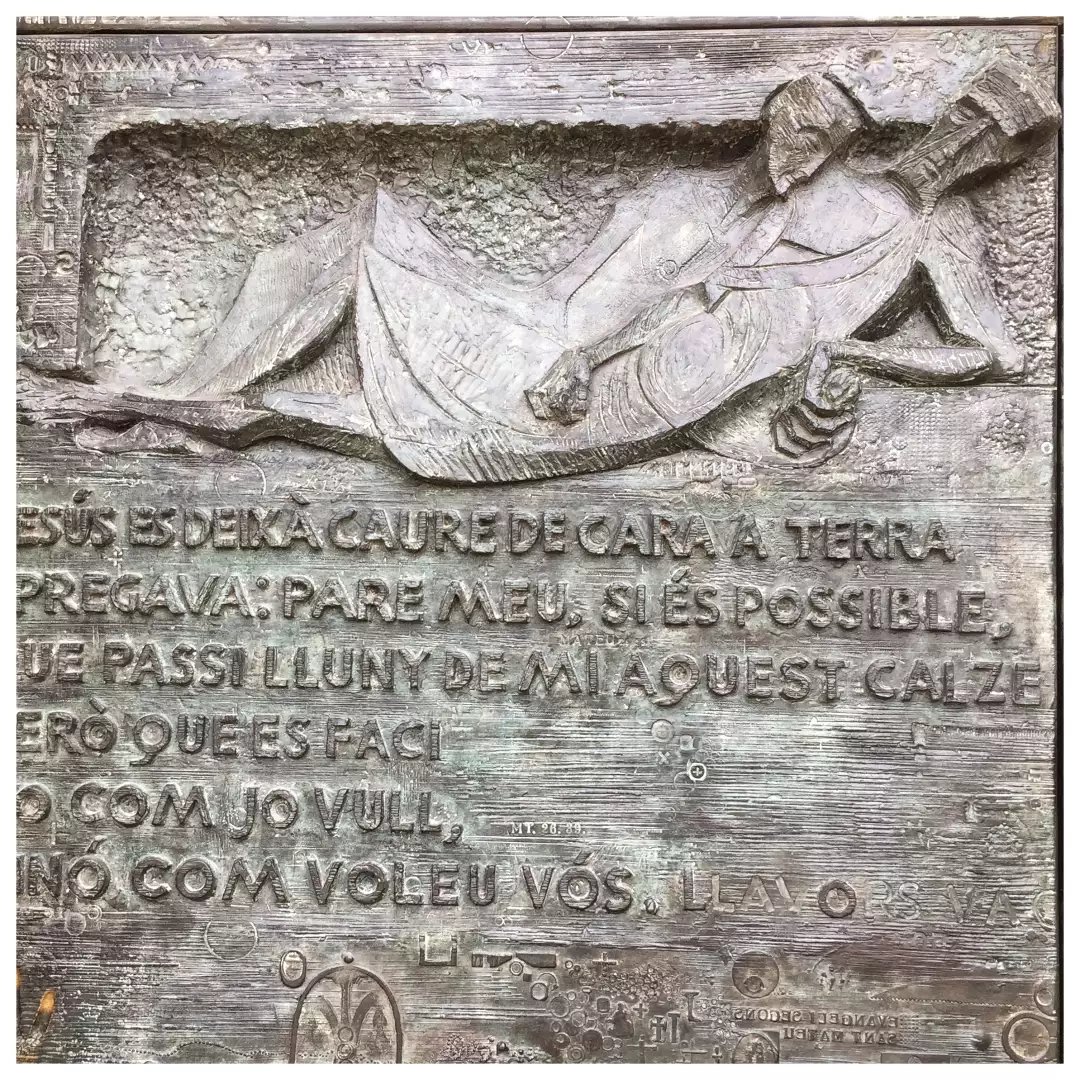 ESÚS ES DEIXÀ CAURE DE CARA A TERRA
PREGAVA: PARE MEU, SI ÉS POSSIBLE,
MATEU
UE PASSI LLUNY DE MI AQUEST CALZE
ERÒ QUE ES FACI
O COM JO VULL,
MT. 26, 39.
INÓ COM VOLEU VÓS. LLAVORS VA
EVANGELI SEGONS
SANT MATEU